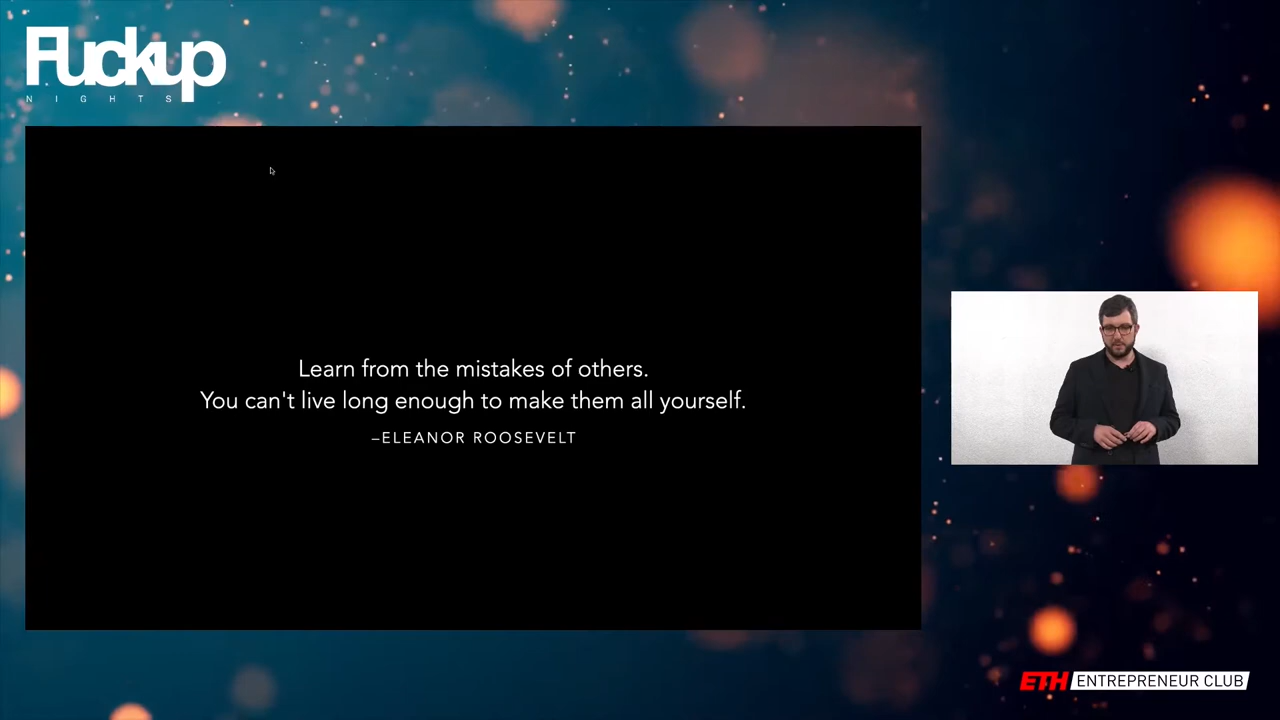 Fuckup
NIGHTS
Learn from the mistakes of others.
You can't live long enough to make them all yourself.
–ELEANOR ROOSEVELT
ETH ENTREPRENEUR CLUB